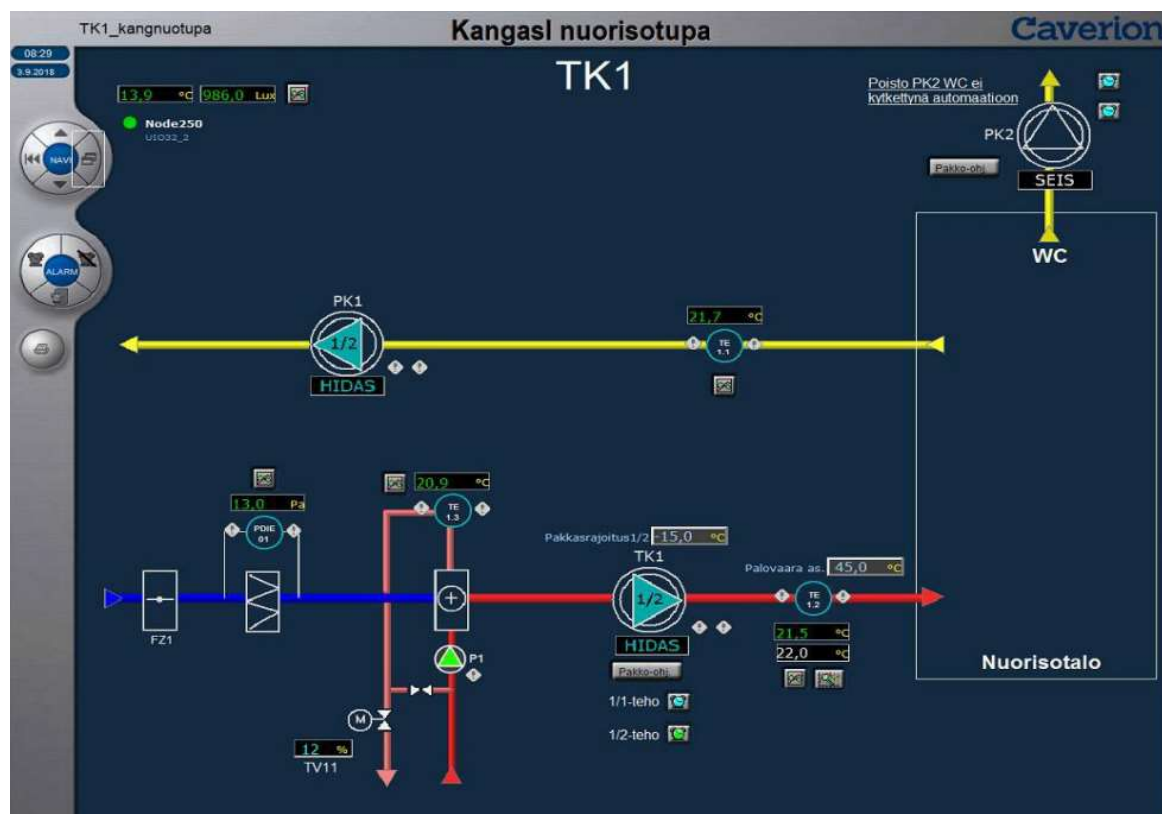 TK1_kangnuotupa
Kangasl nuorisotupa
Caverion
08:29
3.9.2018
TK1
13,9 °C 986,0 Lux
Node250
UIO32_2
Poisto PK2 WC ei
kytkettynä automaatioon
PK2
Pakko-ohj.
SEIS
WC
NAVI
ALARM
PK1
1/2
HIDAS
21,7 °C
TE
1.1
20,9 °C
TE
1.3
13,0 Pa
PDIE
01
Pakkasrajoitus1/2 -15,0 °C
TK1
Palovaara as. 45,0 °C
1/2
TE
1.2
FZ1
HIDAS
21,5 °C
22,0 °C
P1
Pakko-ohj.
Nuorisotalo
1/1-teho
M
1/2-teho
12 %
TV11